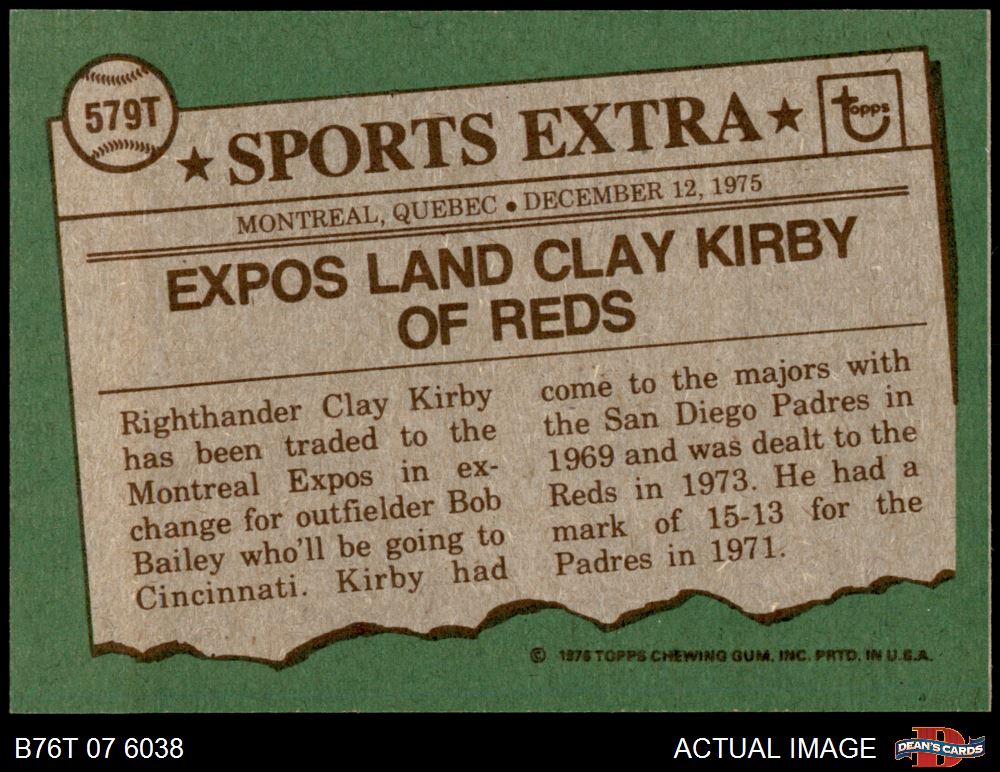 579T
★ SPORTS EXTRA ★
topps
MONTREAL, QUEBEC • DECEMBER 12, 1975
EXPOS LAND CLAY KIRBY
OF REDS
Righthander Clay Kirby
has been traded to the
Montreal Expos in ex-
change for outfielder Bob
Bailey who'll be going to
Cincinnati. Kirby had
come to the majors with
the San Diego Padres in
1969 and was dealt to the
Reds in 1973. He had a
mark of 15-13 for the
Padres in 1971.
© 1976 TOPPS CHEWING GUM, INC. PRTD. IN U.S.A.
B76T 07 6038
ACTUAL IMAGE
D
DEAN'S CARDS